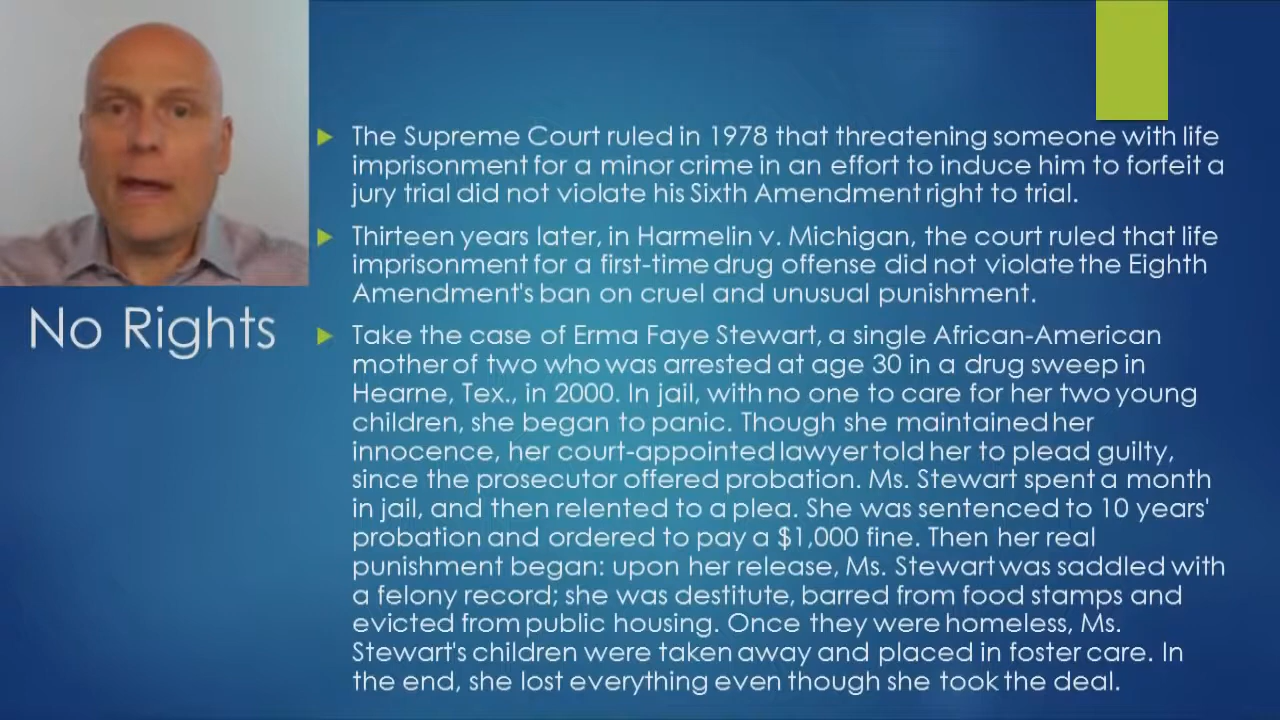 The Supreme Court ruled in 1978 that threatening someone with life
imprisonment for a minor crime in an effort to induce him to forfeit a
jury trial did not violate his Sixth Amendment right to trial.
Thirteen years later, in Harmelin v. Michigan, the court ruled that life
imprisonment for a first-time drug offense did not violate the Eighth
Amendment's ban on cruel and unusual punishment.
No Rights
Take the case of Erma Faye Stewart, a single African-American
mother of two who was arrested at age 30 in a drug sweep in
Hearne, Tex., in 2000. In jail, with no one to care for her two young
children, she began to panic. Though she maintained her
innocence, her court-appointed lawyer told her to plead guilty,
since the prosecutor offered probation. Ms. Stewart spent a month
in jail, and then relented to a plea. She was sentenced to 10 years'
probation and ordered to pay a $1,000 fine. Then her real
punishment began: upon her release, Ms. Stewart was saddled with
a felony record; she was destitute, barred from food stamps and
evicted from public housing. Once they were homeless, Ms.
Stewart's children were taken away and placed in foster care. In
the end, she lost everything even though she took the deal.